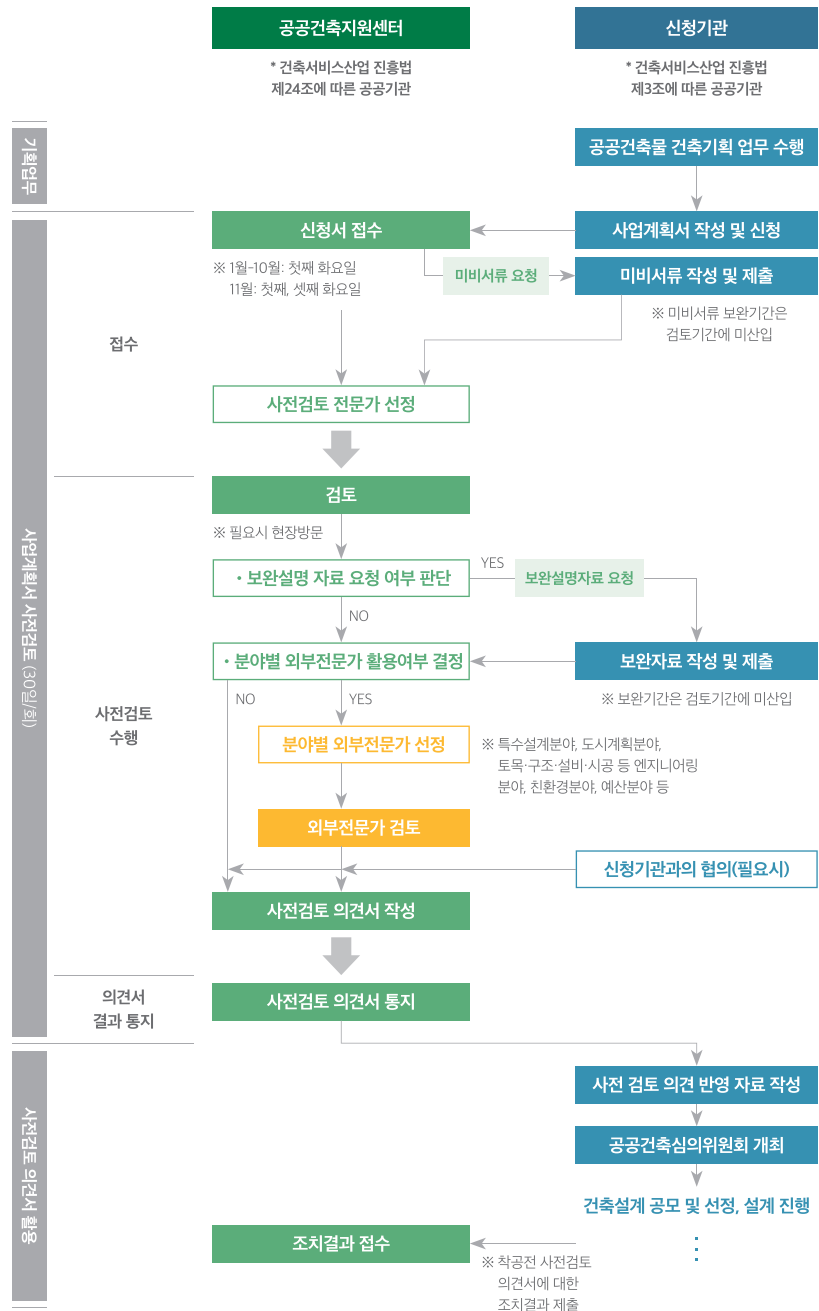 공공건축지원센터
신청기관
* 건축서비스산업 진흥법
제24조에 따른 공공기관
* 건축서비스산업 진흥법
제3조에 따른 공공기관
기획업무
공공건축물 건축기획 업무 수행
사업계획서 사전검토 (30일/회)
접수
신청서 접수
사업계획서 작성 및 신청
※ 1월-10월: 첫째 화요일
11월: 첫째, 셋째 화요일
미비서류 요청
미비서류 작성 및 제출
※ 미비서류 보완기간은
검토기간에 미산입
사전검토 전문가 선정
사전검토
수행
검토
※ 필요시 현장방문
• 보완설명 자료 요청 여부 판단
YES
보완설명자료 요청
NO
• 분야별 외부전문가 활용여부 결정
보완자료 작성 및 제출
※ 보완기간은 검토기간에 미산입
NO
YES
분야별 외부전문가 선정
※ 특수설계분야, 도시계획분야,
토목·구조·설비·시공 등 엔지니어링
분야, 친환경분야, 예산분야 등
외부전문가 검토
신청기관과의 협의(필요시)
사전검토 의견서 작성
의견서
결과 통지
사전검토 의견서 통지
사전검토 의견서 활용
사전 검토 의견 반영 자료 작성
공공건축심의위원회 개최
건축설계 공모 및 선정, 설계 진행
조치결과 접수
※ 착공전 사전검토
의견서에 대한
조치결과 제출